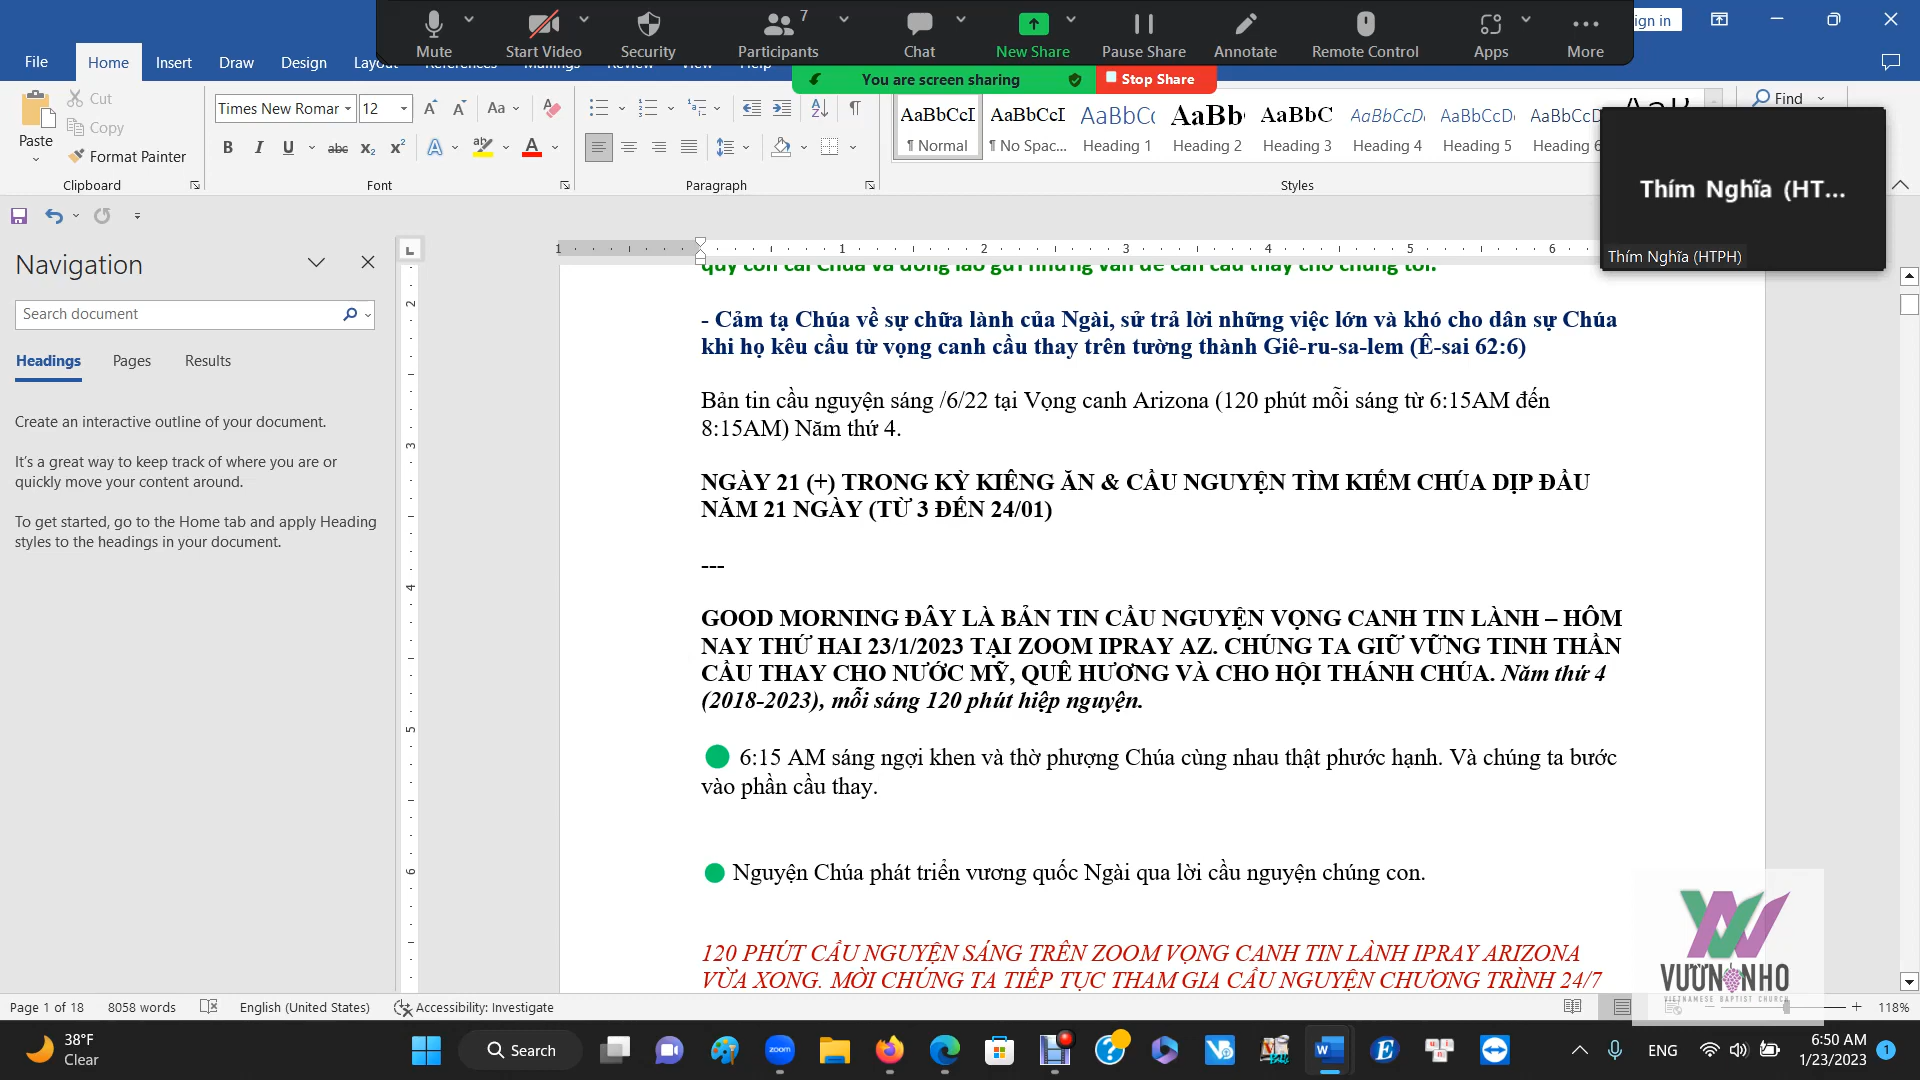 Mute
Start Video
Security
Participants
7
Chat
New Share
Pause Share
Annotate
Remote Control
Apps
More
You are screen sharing
Stop Share
File
Home
Insert
Draw
Design
Paste
Cut
Copy
Format Painter
Clipboard
Times New Romar
12
Font
Paragraph
AaBbCcI
¶ Normal
AaBbCcI
¶ No Spac...
AaBbCc
Heading 1
AaBb
Heading 2
AaBbC
Heading 3
AaBbCcD
Heading 4
AaBbCcD
Heading 5
AaBbCcD
Heading 6
Styles
Find
Thím Nghĩa (HT...
Thím Nghĩa (HTPH)
Navigation
Search document
Headings
Pages
Results
Create an interactive outline of your document.
It's a great way to keep track of where you are or
quickly move your content around.
To get started, go to the Home tab and apply Heading
styles to the headings in your document.
- Cảm tạ Chúa về sự chữa lành của Ngài, sử trả lời những việc lớn và khó cho dân sự Chúa
khi họ kêu cầu từ vọng canh cầu thay trên tường thành Giê-ru-sa-lem (Ê-sai 62:6)
Bản tin cầu nguyện sáng /6/22 tại Vọng canh Arizona (120 phút mỗi sáng từ 6:15AM đến
8:15AM) Năm thứ 4.
NGÀY 21 (+) TRONG KỲ KIÊNG ĂN & CẦU NGUYỆN TÌM KIẾM CHÚA DỊP ĐẦU
NĂM 21 NGÀY (TỪ 3 ĐẾN 24/01)
---
GOOD MORNING ĐÂY LÀ BẢN TIN CẦU NGUYỆN VỌNG CANH TIN LÀNH – HÔM
NAY THỨ HAI 23/1/2023 TẠI ZOOM IPRAY AZ. CHÚNG TA GIỮ VỮNG TINH THẦN
CẦU THAY CHO NƯỚC MỸ, QUÊ HƯƠNG VÀ CHO HỘI THÁNH CHÚA. Năm thứ 4
(2018-2023), mỗi sáng 120 phút hiệp nguyện.
6:15 AM sáng ngợi khen và thờ phượng Chúa cùng nhau thật phước hạnh. Và chúng ta bước
vào phần cầu thay.
Nguyện Chúa phát triển vương quốc Ngài qua lời cầu nguyện chúng con.
120 PHÚT CẦU NGUYỆN SÁNG TRÊN ZOOM VỌNG CANH TIN LÀNH IPRAY ARIZONA
VỪA XONG. MỜI CHÚNG TA TIẾP TỤC THAM GIA CẦU NGUYỆN CHƯƠNG TRÌNH 24/7
VƯỜN NHO
VIETNAMESE BAPTIST CHURCH
Page 1 of 18
8058 words
English (United States)
Accessibility: Investigate
118%
38°F
Clear
Search
ENG
6:50 AM
1/23/2023
1